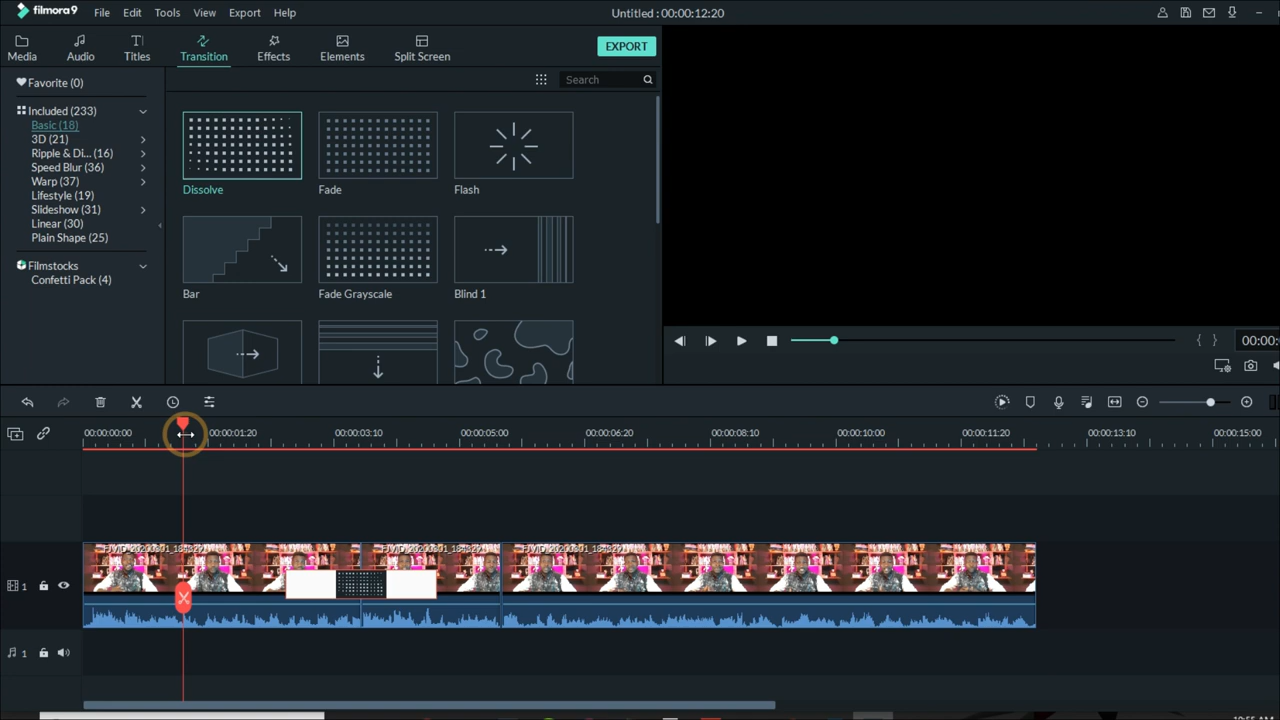 filmora9 File Edit Tools View Export Help Untitled : 00:00:12:20
Media Audio Titles Transition Effects Elements Split Screen EXPORT
Favorite (0) Search
Included (233)
Basic (18)
3D (21)
Ripple & Di... (16)
Speed Blur (36)
Warp (37)
Lifestyle (19)
Slideshow (31)
Linear (30)
Plain Shape (25)
Filmstocks
Confetti Pack (4)
Dissolve Fade Flash
Bar Fade Grayscale Blind 1
00:00:
00:00:00:00 00:00:01:20 00:00:03:10 00:00:05:00 00:00:06:20 00:00:08:10 00:00:10:00 00:00:11:20 00:00:13:10 00:00:15:00
1
1